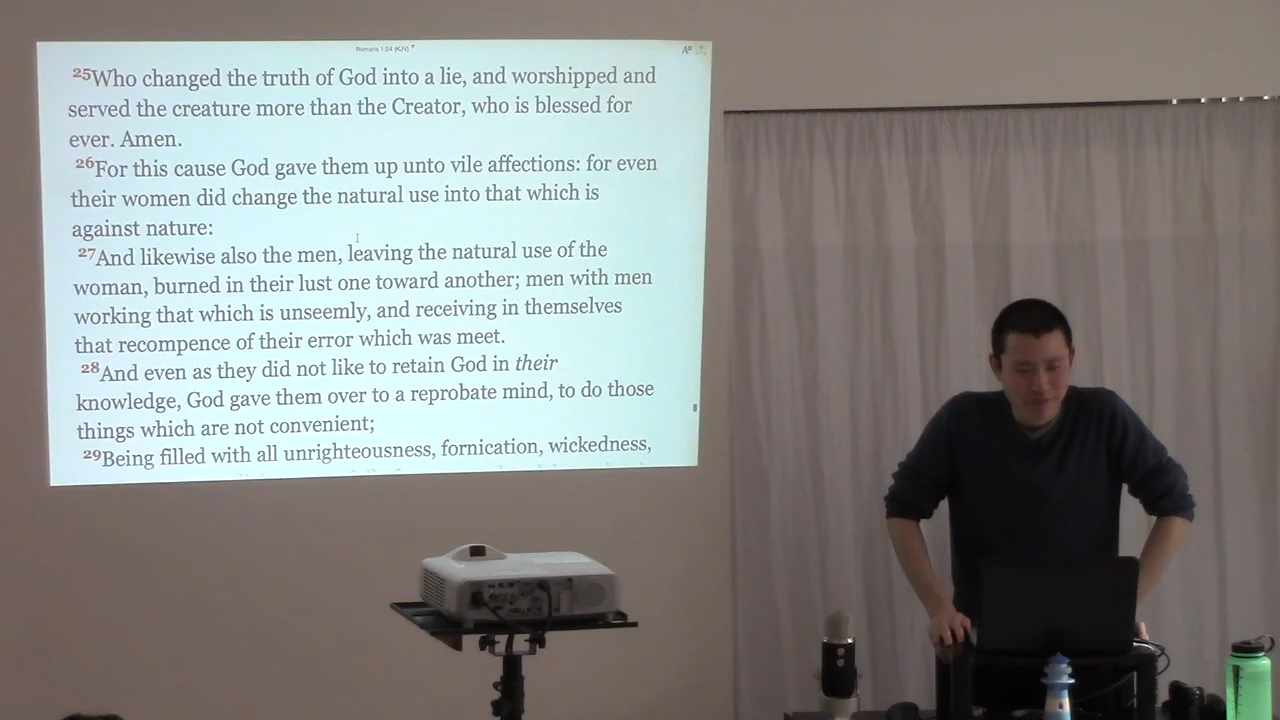 Romans 1:24 (KJV)
25Who changed the truth of God into a lie, and worshipped and
served the creature more than the Creator, who is blessed for
ever. Amen.
26For this cause God gave them up unto vile affections: for even
their women did change the natural use into that which is
against nature:
27And likewise also the men, leaving the natural use of the
woman, burned in their lust one toward another; men with men
working that which is unseemly, and receiving in themselves
that recompence of their error which was meet.
28And even as they did not like to retain God in their
knowledge, God gave them over to a reprobate mind, to do those
things which are not convenient;
29Being filled with all unrighteousness, fornication, wickedness,